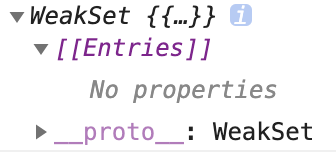 ▼WeakSet {{…}} i
▼[[Entries]]
No properties
▶__proto__: WeakSet